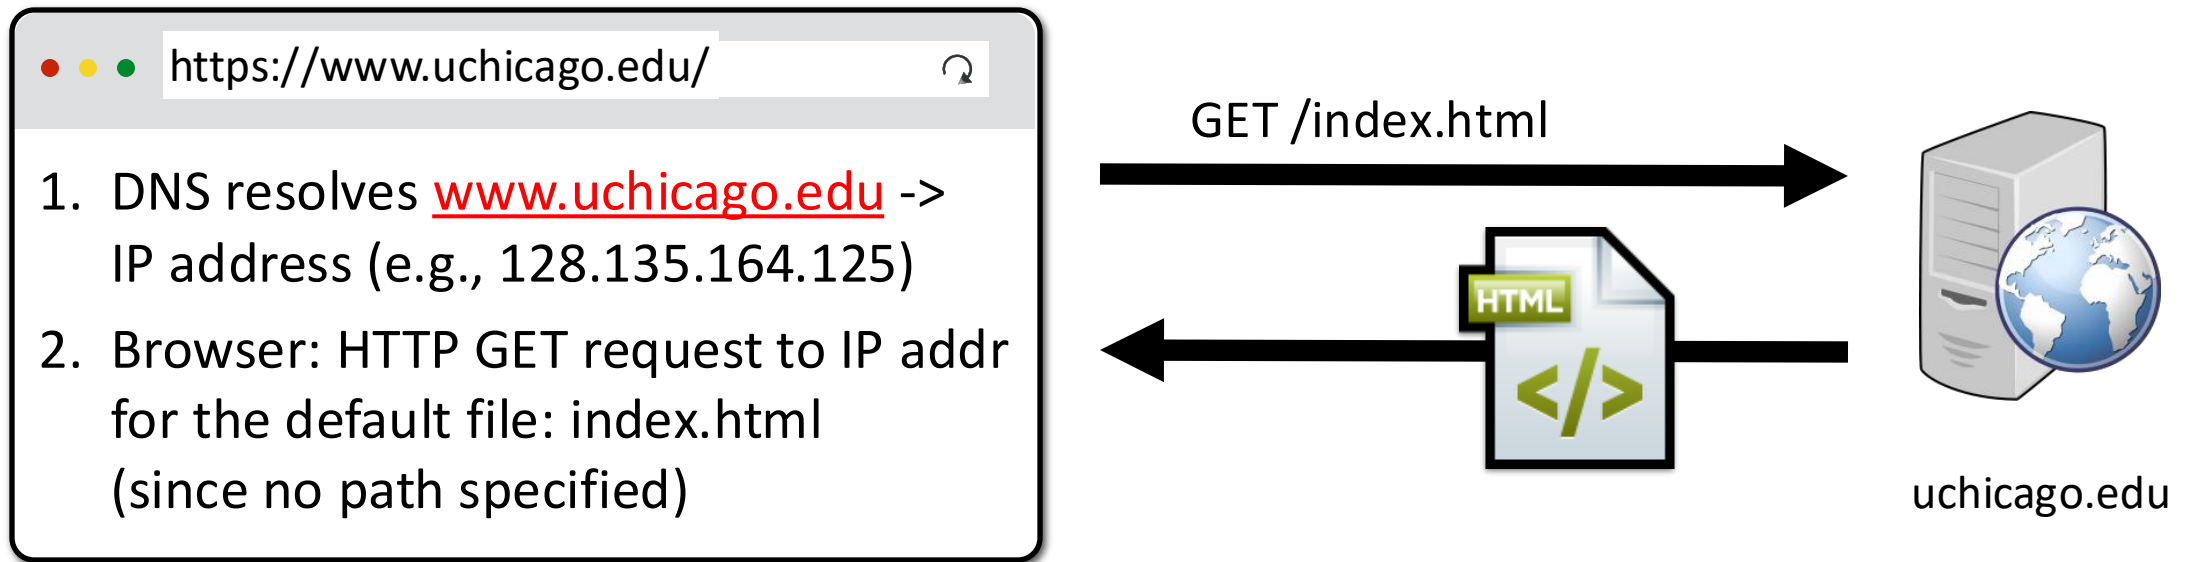 https://www.uchicago.edu/
1. DNS resolves www.uchicago.edu ->
IP address (e.g., 128.135.164.125)
2. Browser: HTTP GET request to IP addr
for the default file: index.html
(since no path specified)
GET /index.html
HTML
</>
uchicago.edu